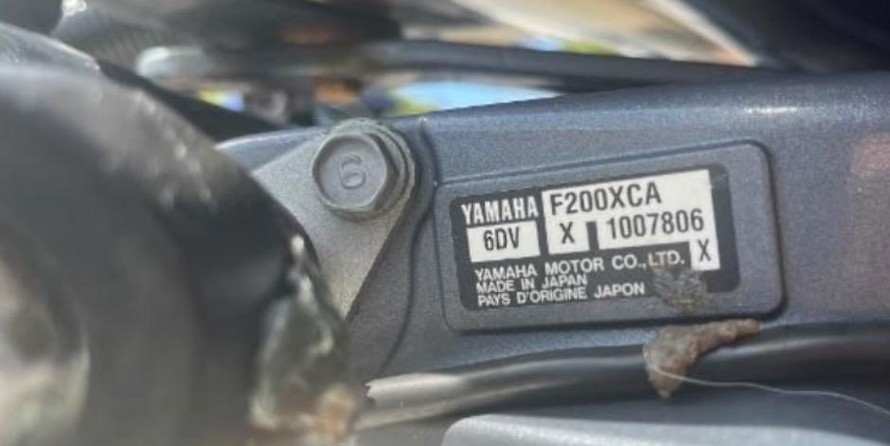 6
YAMAHA F200XCA
6DV X 1007806
X
YAMAHA MOTOR CO.,LTD.
MADE IN JAPAN
PAYS D'ORIGINE JAPON